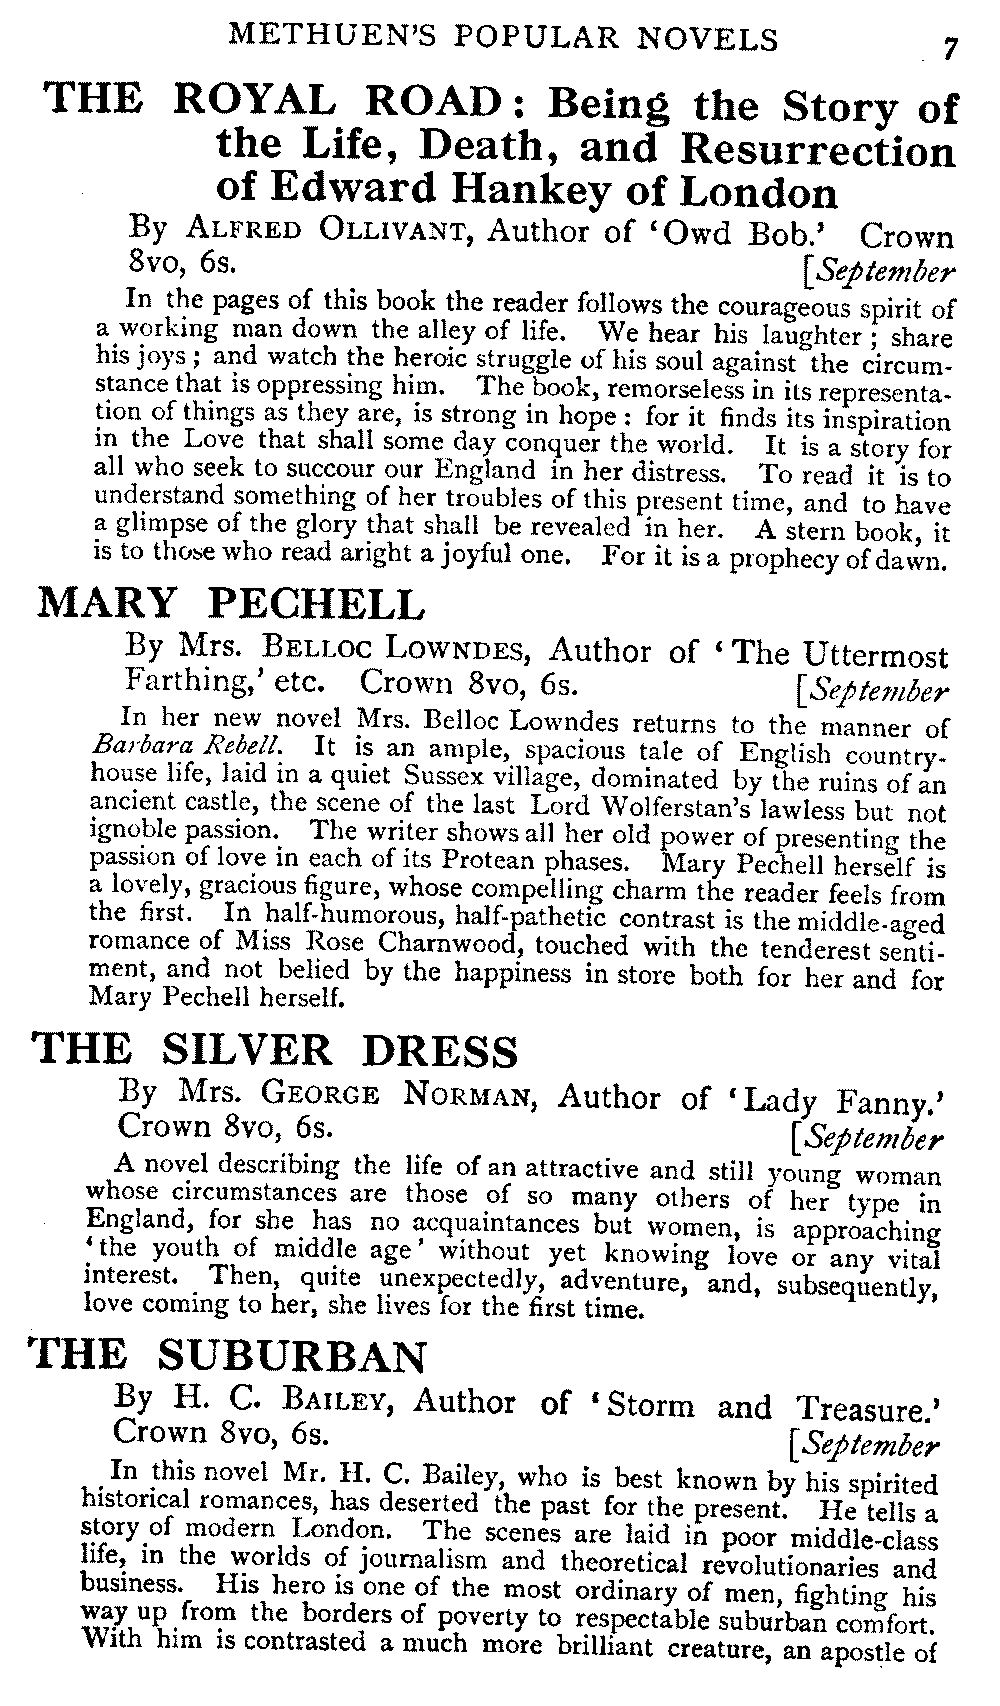 METHUEN'S POPULAR NOVELS 7
THE ROYAL ROAD: Being the Story of
the Life, Death, and Resurrection
of Edward Hankey of London
By ALFRED OLLIVANT, Author of 'Owd Bob.' Crown
8vo, 6s. [September
In the pages of this book the reader follows the courageous spirit of
a working man down the alley of life. We hear his laughter; share
his joys; and watch the heroic struggle of his soul against the circum-
stance that is oppressing him. The book, remorseless in its representa-
tion of things as they are, is strong in hope: for it finds its inspiration
in the Love that shall some day conquer the world. It is a story for
all who seek to succour our England in her distress. To read it is to
understand something of her troubles of this present time, and to have
a glimpse of the glory that shall be revealed in her. A stern book, it
is to those who read aright a joyful one. For it is a prophecy of dawn.
MARY PECHELL
By Mrs. BELLOC LOWNDES, Author of 'The Uttermost
Farthing,' etc. Crown 8vo, 6s. [September
In her new novel Mrs. Belloc Lowndes returns to the manner of
Barbara Rebell. It is an ample, spacious tale of English country-
house life, laid in a quiet Sussex village, dominated by the ruins of an
ancient castle, the scene of the last Lord Wolferstan's lawless but not
ignoble passion. The writer shows all her old power of presenting the
passion of love in each of its Protean phases. Mary Pechell herself is
a lovely, gracious figure, whose compelling charm the reader feels from
the first. In half-humorous, half-pathetic contrast is the middle-aged
romance of Miss Rose Charnwood, touched with the tenderest senti-
ment, and not belied by the happiness in store both for her and for
Mary Pechell herself.
THE SILVER DRESS
By Mrs. GEORGE NORMAN, Author of 'Lady Fanny.'
Crown 8vo, 6s. [September
A novel describing the life of an attractive and still young woman
whose circumstances are those of so many others of her type in
England, for she has no acquaintances but women, is approaching
'the youth of middle age' without yet knowing love or any vital
interest. Then, quite unexpectedly, adventure, and, subsequently,
love coming to her, she lives for the first time.
THE SUBURBAN
By H. C. BAILEY, Author of 'Storm and Treasure.'
Crown 8vo, 6s. [September
In this novel Mr. H. C. Bailey, who is best known by his spirited
historical romances, has deserted the past for the present. He tells a
story of modern London. The scenes are laid in poor middle-class
life, in the worlds of journalism and theoretical revolutionaries and
business. His hero is one of the most ordinary of men, fighting his
way up from the borders of poverty to respectable suburban comfort.
With him is contrasted a much more brilliant creature, an apostle of